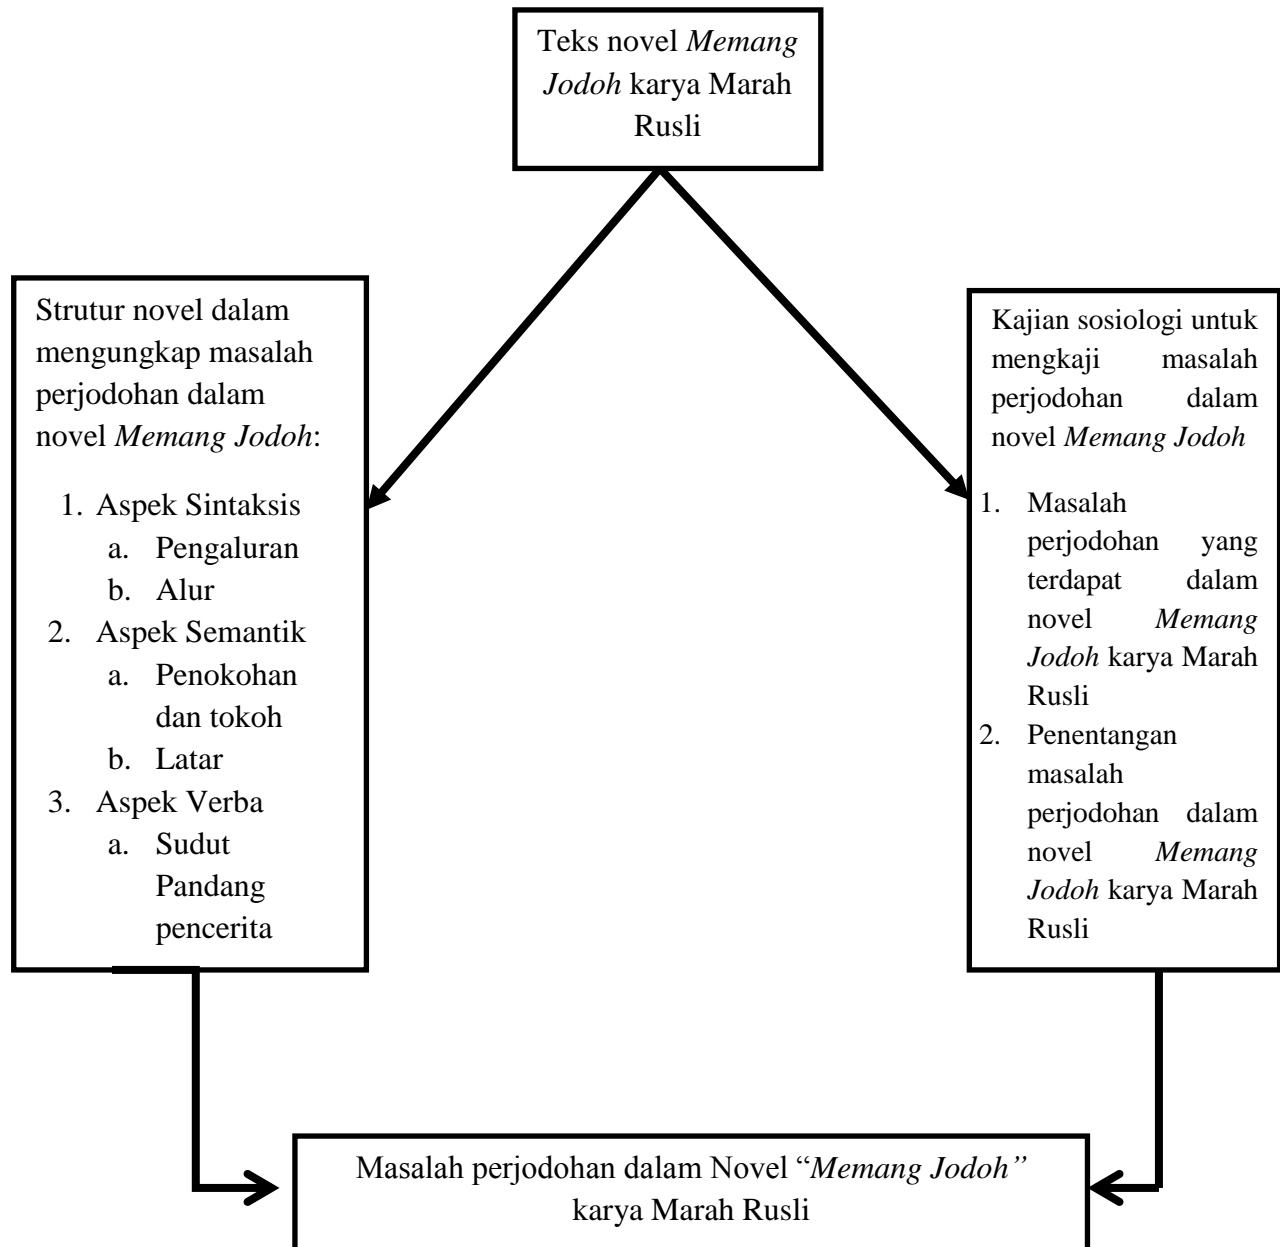 Teks novel Memang
Jodoh karya Marah
Rusli
Strutur novel dalam
mengungkap masalah
perjodohan dalam
novel Memang Jodoh:
1. Aspek Sintaksis
a. Pengaluran
b. Alur
2. Aspek Semantik
a. Penokohan
dan tokoh
b. Latar
3. Aspek Verba
a. Sudut
Pandang
pencerita
Kajian sosiologi untuk
mengkaji masalah
perjodohan dalam
novel Memang Jodoh
1. Masalah
perjodohan yang
terdapat dalam
novel Memang
Jodoh karya Marah
Rusli
2. Penentangan
masalah
perjodohan dalam
novel Memang
Jodoh karya Marah
Rusli
Masalah perjodohan dalam Novel “Memang Jodoh”
karya Marah Rusli